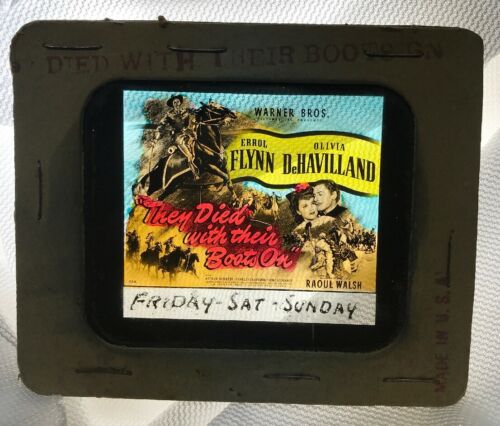 DIED WITH THEIR BOOTS ON
WARNER BROS.
ERROL
FLYNN
OLIVIA
DeHAVILLAND
"They Died
with their
Boots On"
RAOUL WALSH
FRIDAY-SAT-SUNDAY
MADE IN U.S.A.